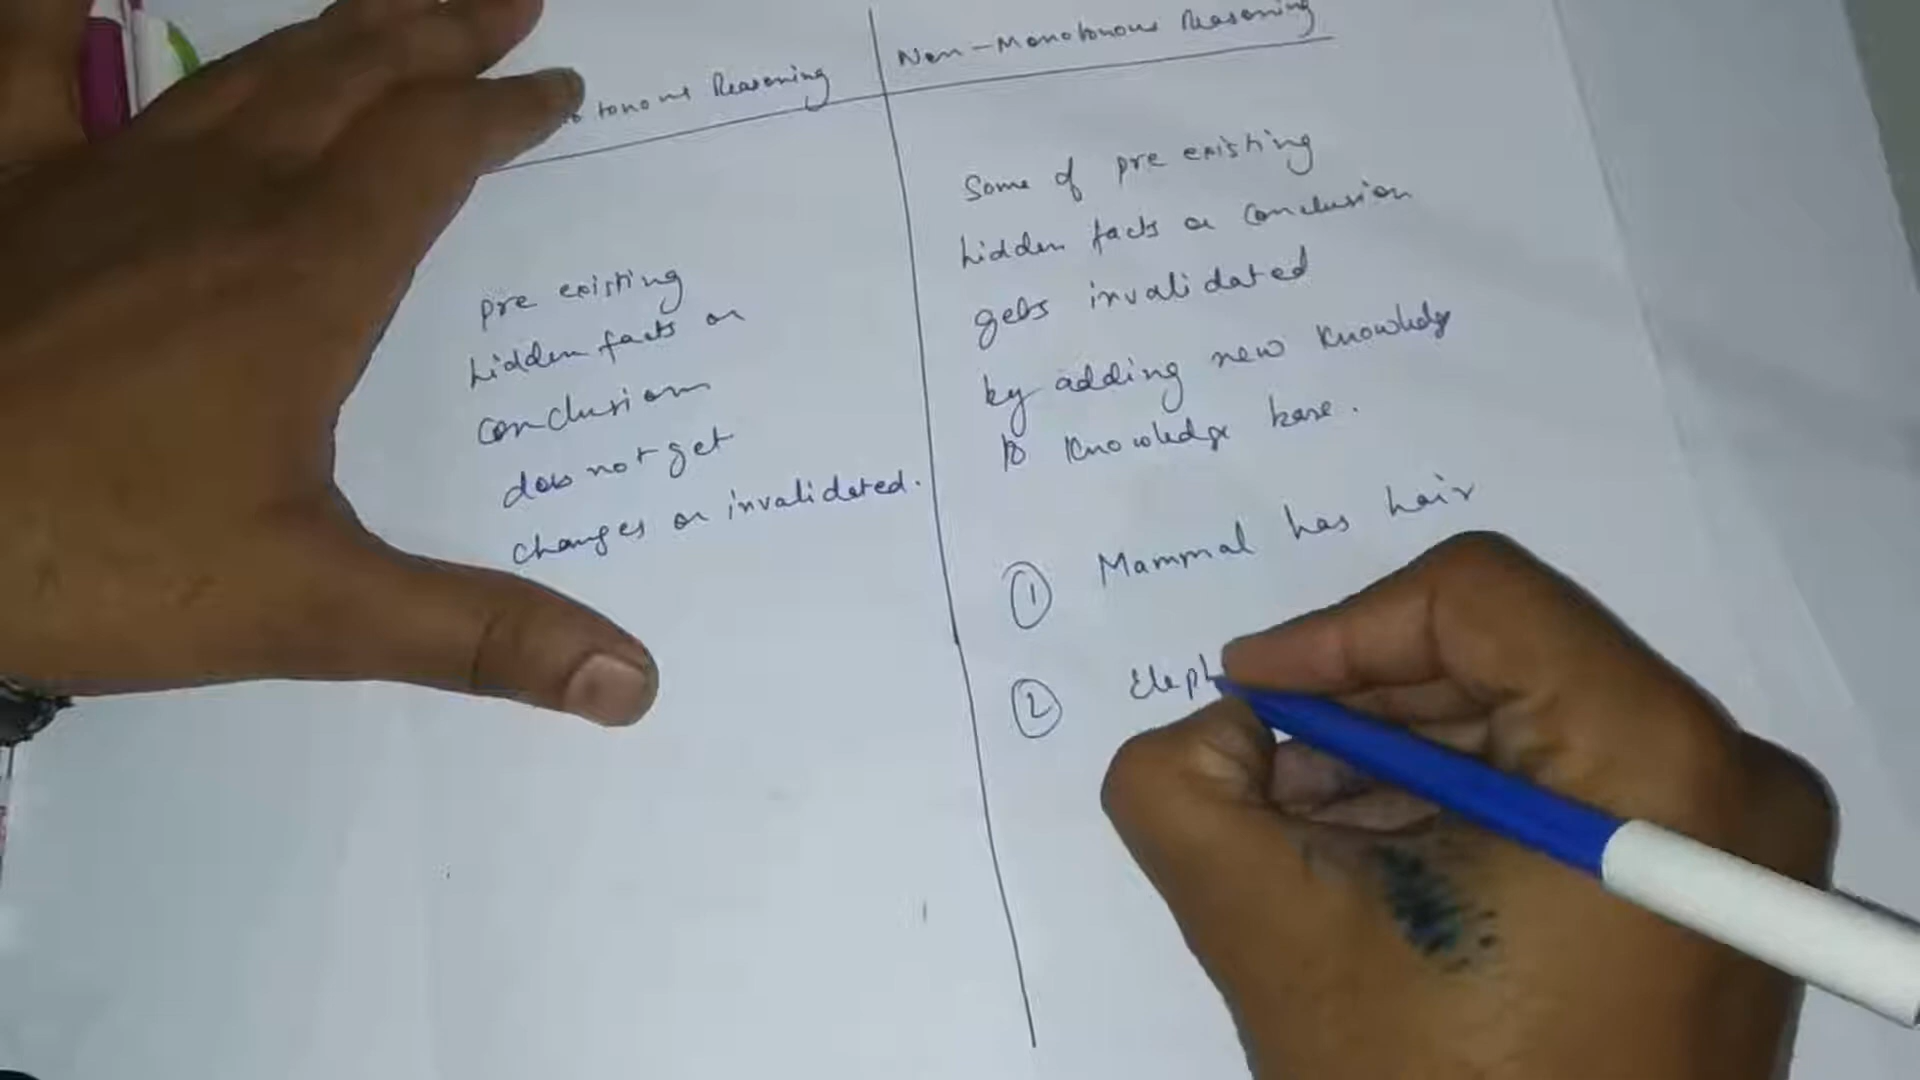 tonous Reasoning
pre existing
hidden facts or
conclusion
does not get
changes or invalidated.
Non-Monotonous Reasoning
Some of pre existing
hidden facts or conclusion
gets invalidated
by adding new knowledge
to knowledge base.
① Mammal has hair
② Eleph